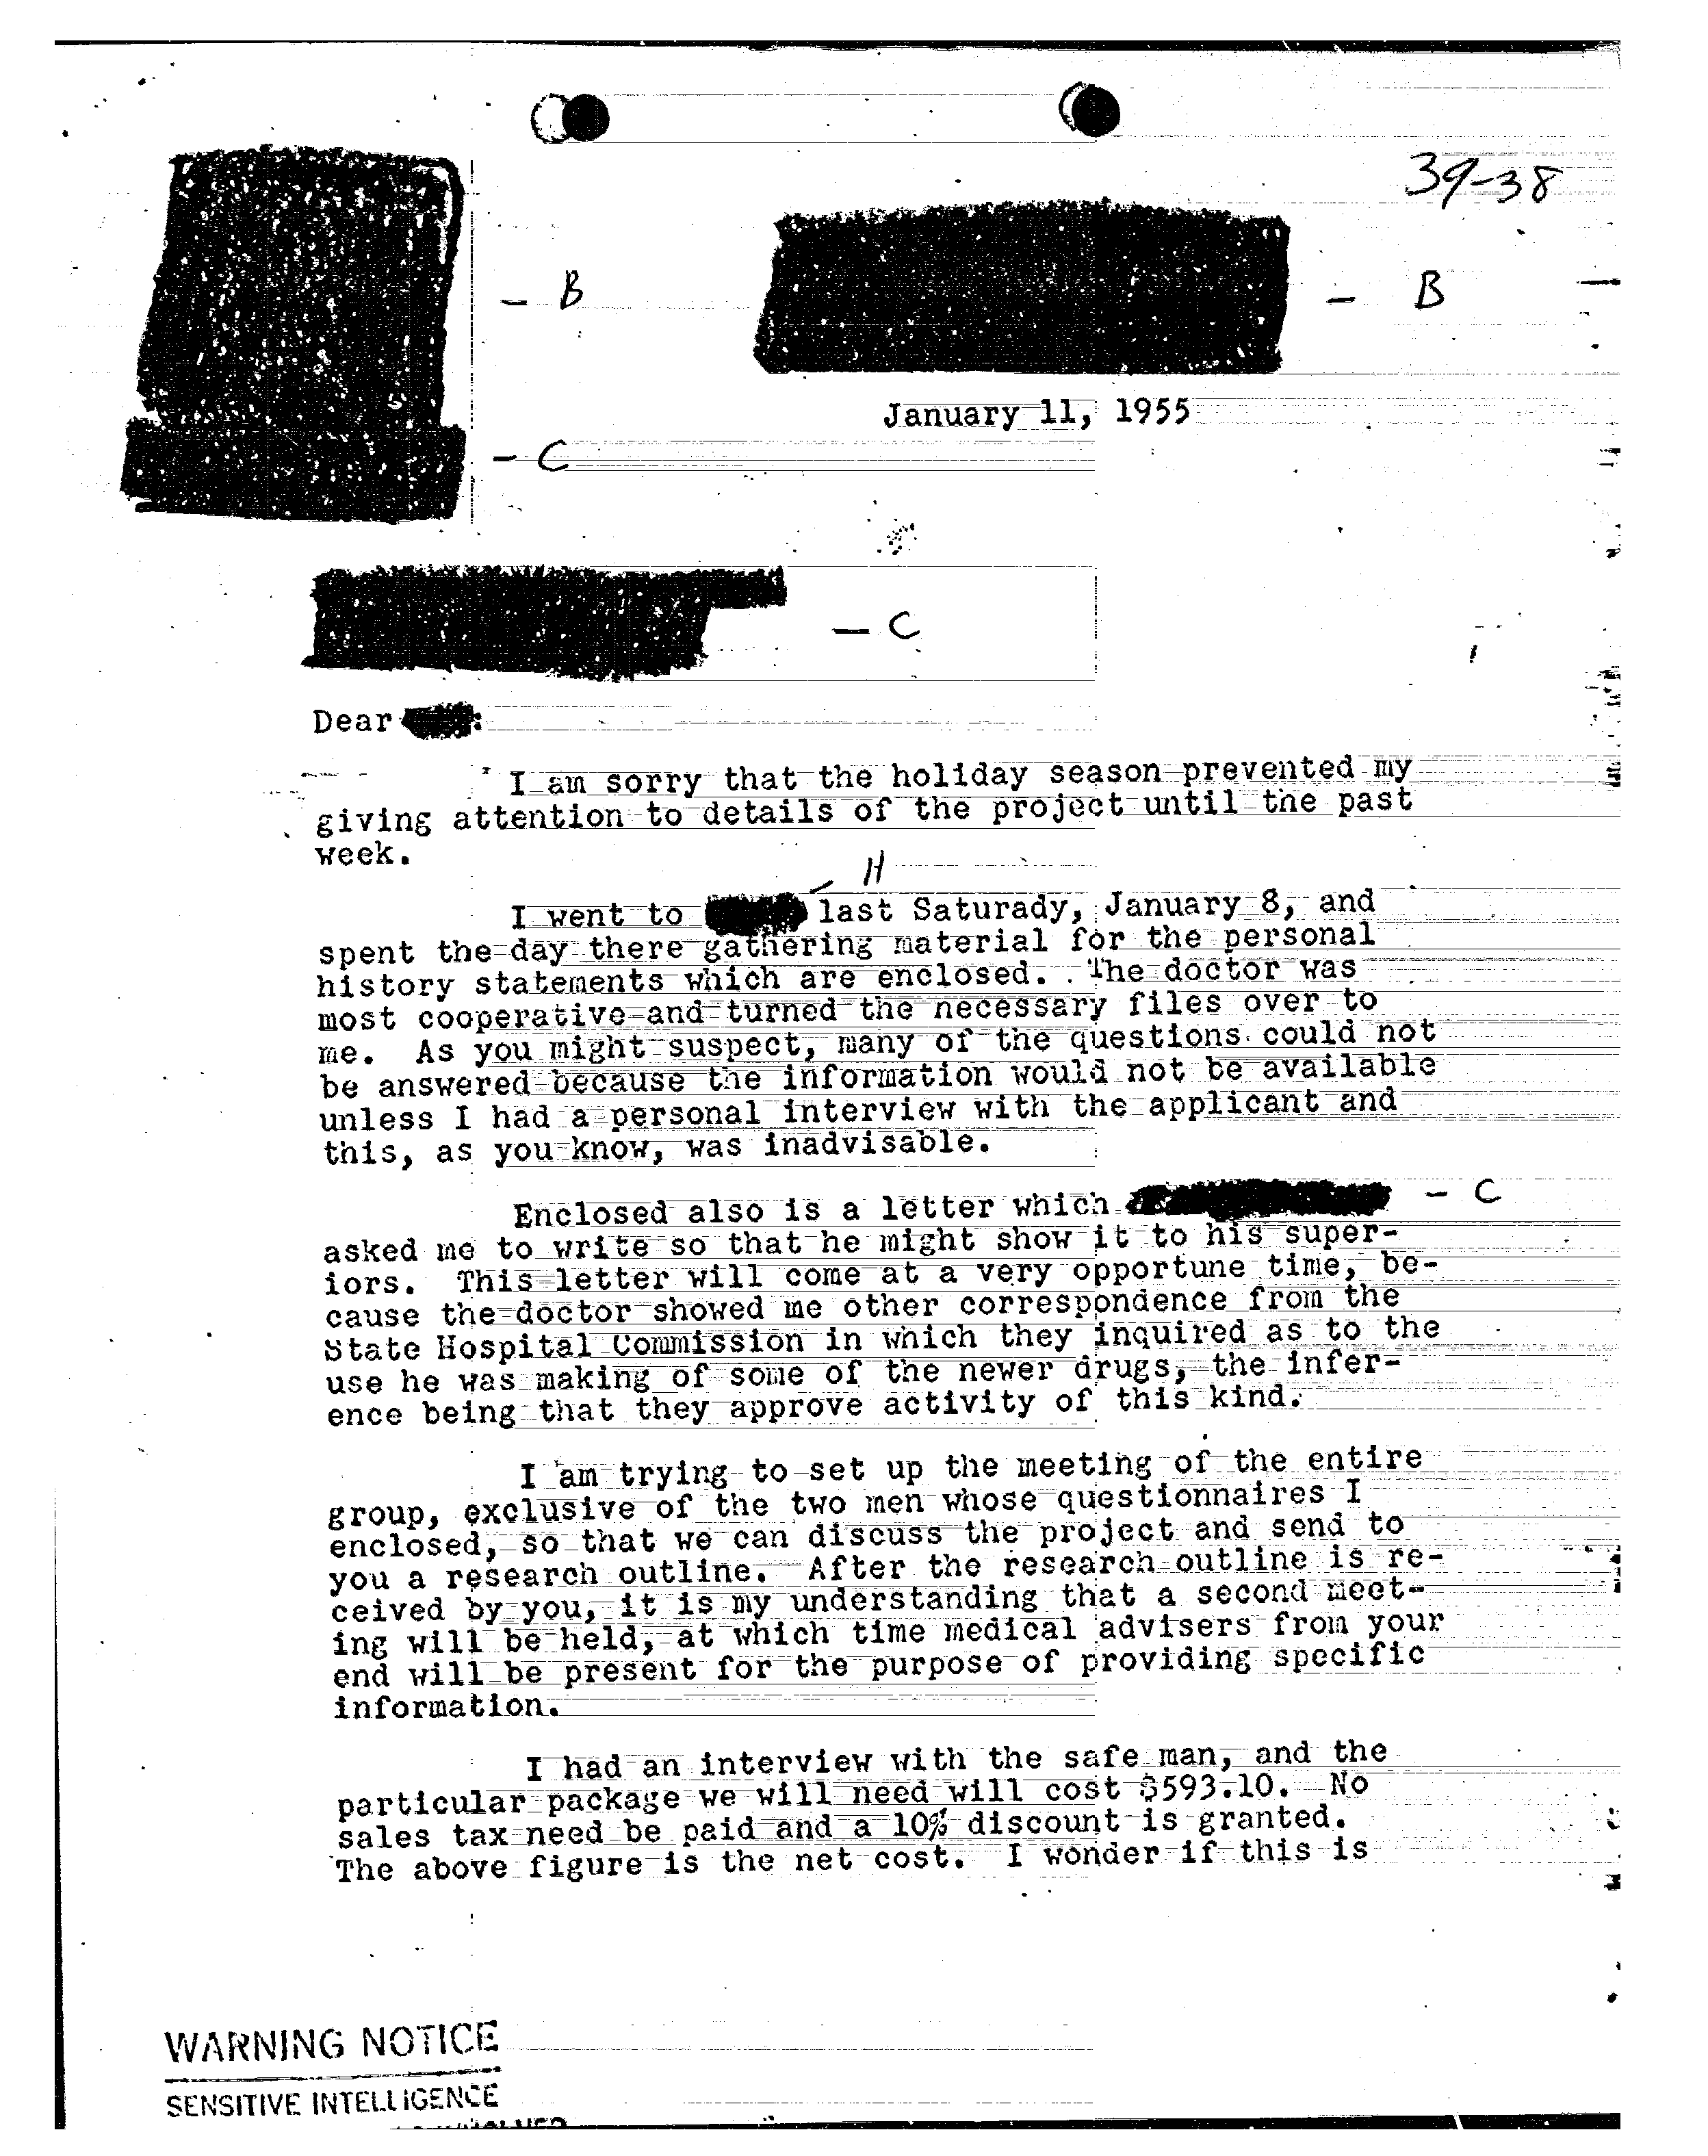 39-38
- B
- B
January 11, 1955
- C
- C
Dear :
I am sorry that the holiday season prevented my
giving attention to details of the project until the past
week.
- H
I went to last Saturady, January 8, and
spent the day there gathering material for the personal
history statements which are enclosed. The doctor was
most cooperative and turned the necessary files over to
me. As you might suspect, many of the questions could not
be answered because the information would not be available
unless I had a personal interview with the applicant and
this, as you know, was inadvisable.
Enclosed also is a letter which - C
asked me to write so that he might show it to his super-
iors. This letter will come at a very opportune time, be-
cause the doctor showed me other correspondence from the
State Hospital Commission in which they inquired as to the
use he was making of some of the newer drugs, the infer-
ence being that they approve activity of this kind.
I am trying to set up the meeting of the entire
group, exclusive of the two men whose questionnaires I
enclosed, so that we can discuss the project and send to
you a research outline. After the research outline is re-
ceived by you, it is my understanding that a second meet-
ing will be held, at which time medical advisers from your
end will be present for the purpose of providing specific
information.
I had an interview with the safe man, and the
particular package we will need will cost $593.10. No
sales tax need be paid and a 10% discount is granted.
The above figure is the net cost. I wonder if this is
WARNING NOTICE
SENSITIVE INTELLIGENCE